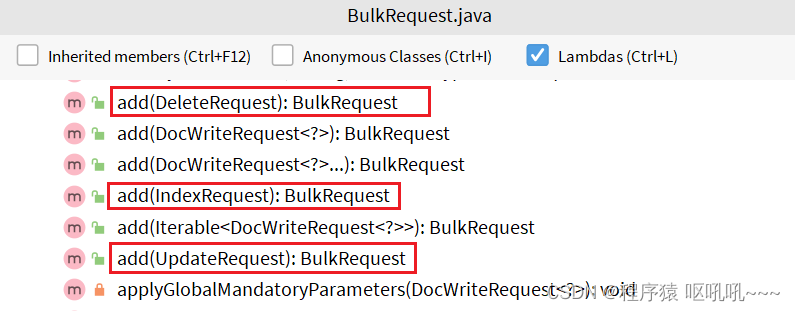 BulkRequest.java
Inherited members (Ctrl+F12) Anonymous Classes (Ctrl+I) Lambdas (Ctrl+L)
m add(DeleteRequest): BulkRequest
m add(DocWriteRequest<?>): BulkRequest
m add(DocWriteRequest<?>...): BulkRequest
m add(IndexRequest): BulkRequest
m add(Iterable<DocWriteRequest<?>>): BulkRequest
m add(UpdateRequest): BulkRequest
m applyGlobalMandatoryParameters(DocWriteRequest<?>): void
CSDN @程序猿 呕吼吼~~~